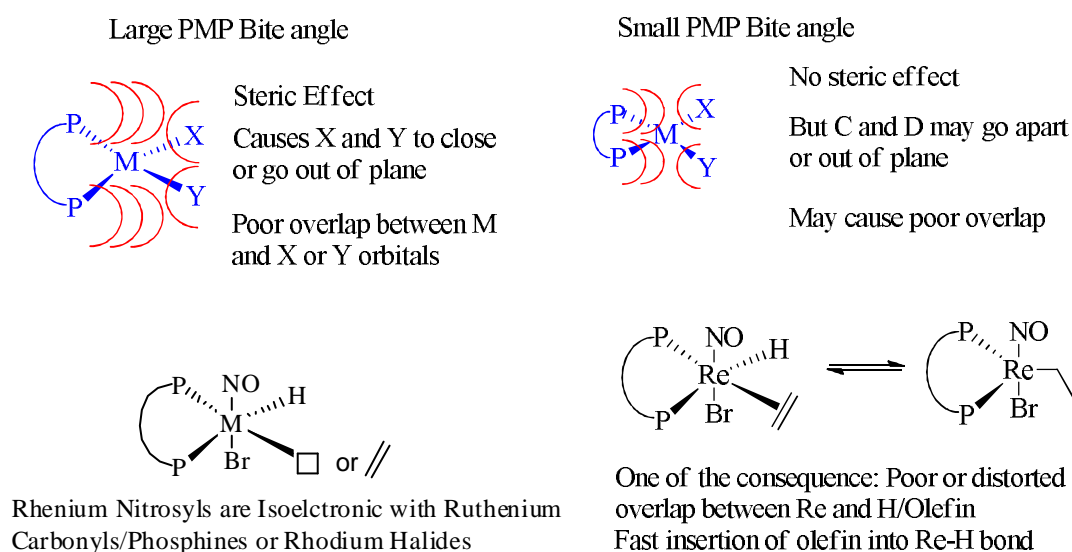 Large PMP Bite angle
Steric Effect
Causes X and Y to close
or go out of plane
Poor overlap between M
and X or Y orbitals
P
M
X
P
Y
Small PMP Bite angle
No steric effect
But C and D may go apart
or out of plane
May cause poor overlap
P
X
M
P
Y
NO
P
H
M
P
Br
or
Rhenium Nitrosyls are Isoelctronic with Ruthenium
Carbonyls/Phosphines or Rhodium Halides
P
NO
H
Re
P
Br
P
NO
Re
P
Br
One of the consequence: Poor or distorted
overlap between Re and H/Olefin
Fast insertion of olefin into Re-H bond